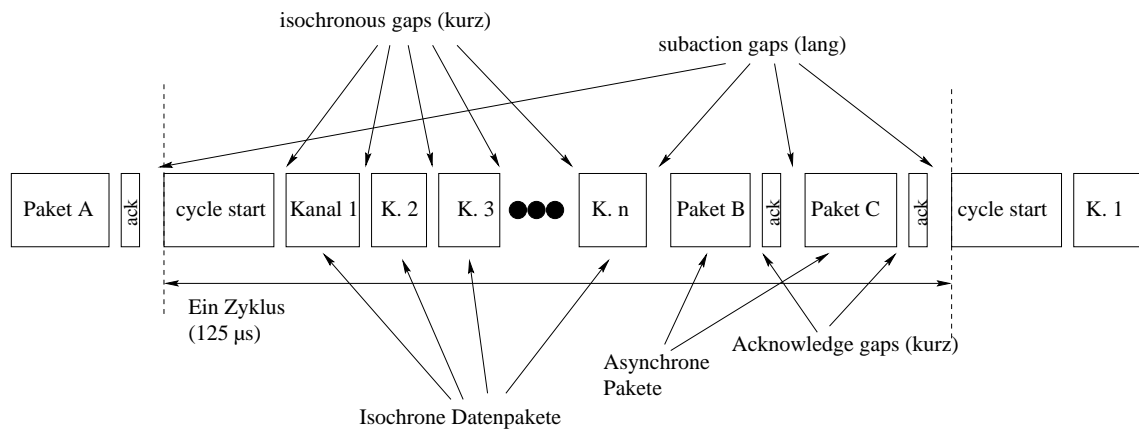 isochronous gaps (kurz)
subaction gaps (lang)
Paket A
ack
cycle start
Kanal 1
K. 2
K. 3
K. n
Paket B
ack
Paket C
ack
cycle start
K. 1
Ein Zyklus
(125 µs)
Acknowledge gaps (kurz)
Asynchrone
Pakete
Isochrone Datenpakete